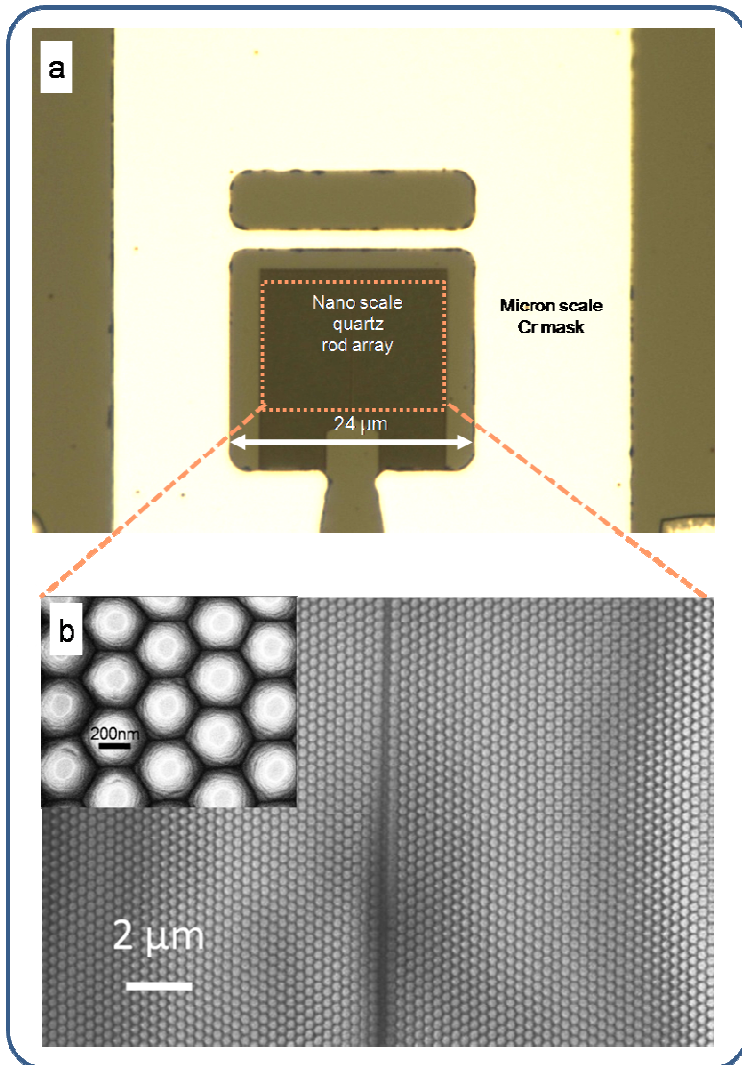 a
Nano scale
quartz
rod array
Micron scale
Cr mask
24 μm
b
200nm
2 μm